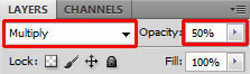 LAYERS CHANNELS
Multiply Opacity: 50%
Lock: Fill: 100%